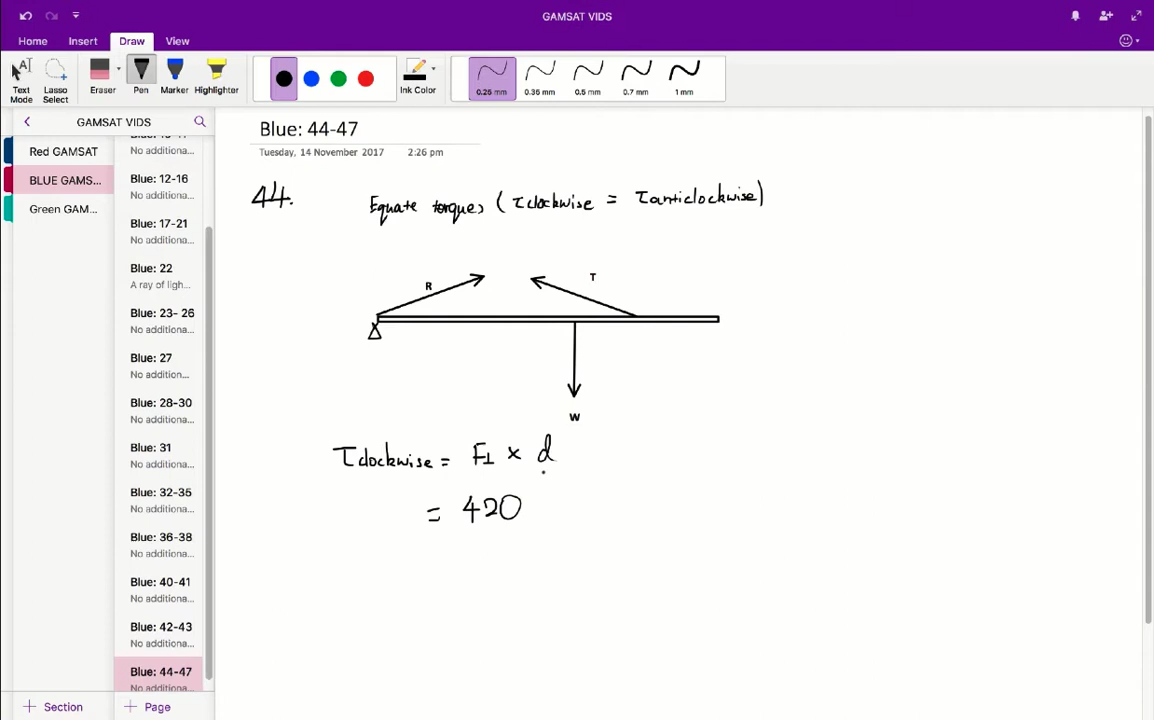 GAMSAT VIDS
Home Insert Draw View
Text Mode
Lasso Select
Eraser
Pen
Marker
Highlighter
Ink Color
0.25 mm
0.35 mm
0.5 mm
0.7 mm
1 mm
GAMSAT VIDS
Red GAMSAT
BLUE GAMS...
Green GAM...
No additiona...
Blue: 12-16
No additiona...
Blue: 17-21
No additiona...
Blue: 22
A ray of ligh...
Blue: 23- 26
No additiona...
Blue: 27
No addition...
Blue: 28-30
No additiona...
Blue: 31
No additiona...
Blue: 32-35
No additiona...
Blue: 36-38
No additiona...
Blue: 40-41
No additiona...
Blue: 42-43
No additiona...
Blue: 44-47
No additiona...
+ Section
+ Page
Blue: 44-47
Tuesday, 14 November 2017 2:26 pm
44. Equate torques (τclockwise = τanticlockwise)
R
T
W
τclockwise = F⊥ × d
= 420